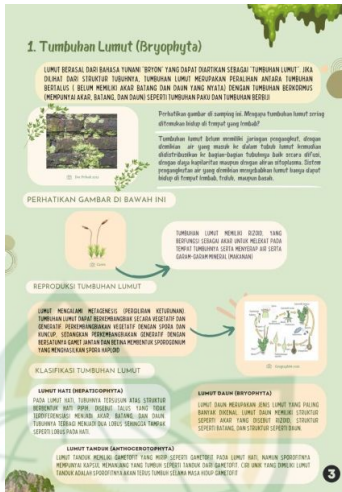 1. Tumbuhan Lumut (Bryophyta)
LUMUT BERASAL DARI BAHASA YUNANI 'BRYON' YANG DAPAT DIARTIKAN SEBAGAI "TUMBUHAN LUMUT". JIKA
DILIHAT DARI STRUKTUR TUBUHNYA, TUMBUHAN LUMUT MERUPAKAN PERALIHAN ANTARA TUMBUHAN
BERTALUS ( BELUM MEMILIKI AKAR BATANG DAN DAUN YANG NYATA) DENGAN TUMBUHAN BERKORMUS
(MEMPUNYAI AKAR, BATANG, DAN DAUN) SEPERTI TUMBUHAN PAKU DAN TUMBUHAN BERBIJI
Perhatikan gambar di samping ini. Mengapa tumbuhan lumut sering
ditemukan hidup di tempat yang lembab?
Tumbuhan lumut belum memiliki jaringan pengangkut, dengan
demikian air yang masuk ke dalam tubuh lumut kemudian
didistribusikan ke bagian-bagian tubuhnya baik secara difusi,
dengan daya kapilaritas maupun dengan aliran sitoplasma. Sistem
pengangkutan air yang demikian menyebabkan lumut hanya dapat
hidup di tempat lembab, teduh, maupun basah.
PERHATIKAN GAMBAR DI BAWAH INI
TUMBUHAN LUMUT MEMILIKI RIZOID, YANG
BERFUNGSI SEBAGAI AKAR UNTUK MELEKAT PADA
TEMPAT TUMBUHNYA SERTA MENYERAP AIR SERTA
GARAM-GARAM MINERAL (MAKANAN)
REPRODUKSI TUMBUHAN LUMUT
LUMUT MENGALAMI METAGENESIS (PERGILIRAN KETURUNAN).
TUMBUHAN LUMUT DAPAT BERKEMBANGBIAK SECARA VEGETATIF DAN
GENERATIF. PERKEMBANGBIAKAN VEGETATIF DENGAN SPORA DAN
KUNCUP, SEDANGKAN PERKEMBANGBIAKAN GENERATIF DENGAN
BERSATUNYA GAMET JANTAN DAN BETINA MEMBENTUK SPOROGONIUM
YANG MENGHASILKAN SPORA HAPLOID
KLASIFIKASI TUMBUHAN LUMUT
LUMUT HATI (HEPATICOPHYTA)
PADA LUMUT HATI, TUBUHNYA TERSUSUN ATAS STRUKTUR
BERBENTUK HATI PIPIH, DISEBUT TALUS YANG TIDAK
TERDIFERENSIASI MENJADI AKAR, BATANG, DAN DAUN.
TUBUHNYA TERBAGI MENJADI DUA LOBUS SEHINGGA TAMPAK
SEPERTI LOBUS PADA HATI.
LUMUT DAUN (BRYOPHYTA)
LUMUT DAUN MERUPAKAN JENIS LUMUT YANG PALING
BANYAK DIKENAL. LUMUT DAUN MEMILIKI STRUKTUR
SEPERTI AKAR YANG DISEBUT RIZOID, STRUKTUR
SEPERTI BATANG, DAN STRUKTUR SEPERTI DAUN.
LUMUT TANDUK (ANTHOCEROTOPHYTA)
LUMUT TANDUK MEMILIKI GAMETOFIT YANG MIRIP SEPERTI GAMETOFIT PADA LUMUT HATI, NAMUN SPOROFITNYA
MEMPUNYAI KAPSUL MEMANJANG YANG TUMBUH SEPERTI TANDUK DARI GAMETOFIT. CIRI UNIK YANG DIMILIKI LUMUT
TANDUK ADALAH SPOROFITNYA AKAN TERUS TUMBUH SELAMA MASA HIDUP GAMETOFIT
3